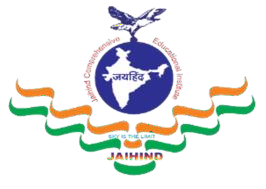 Jaihind Comprehensive Educational Institute
जयहिंद
SKY IS THE LIMIT
JAIHIND